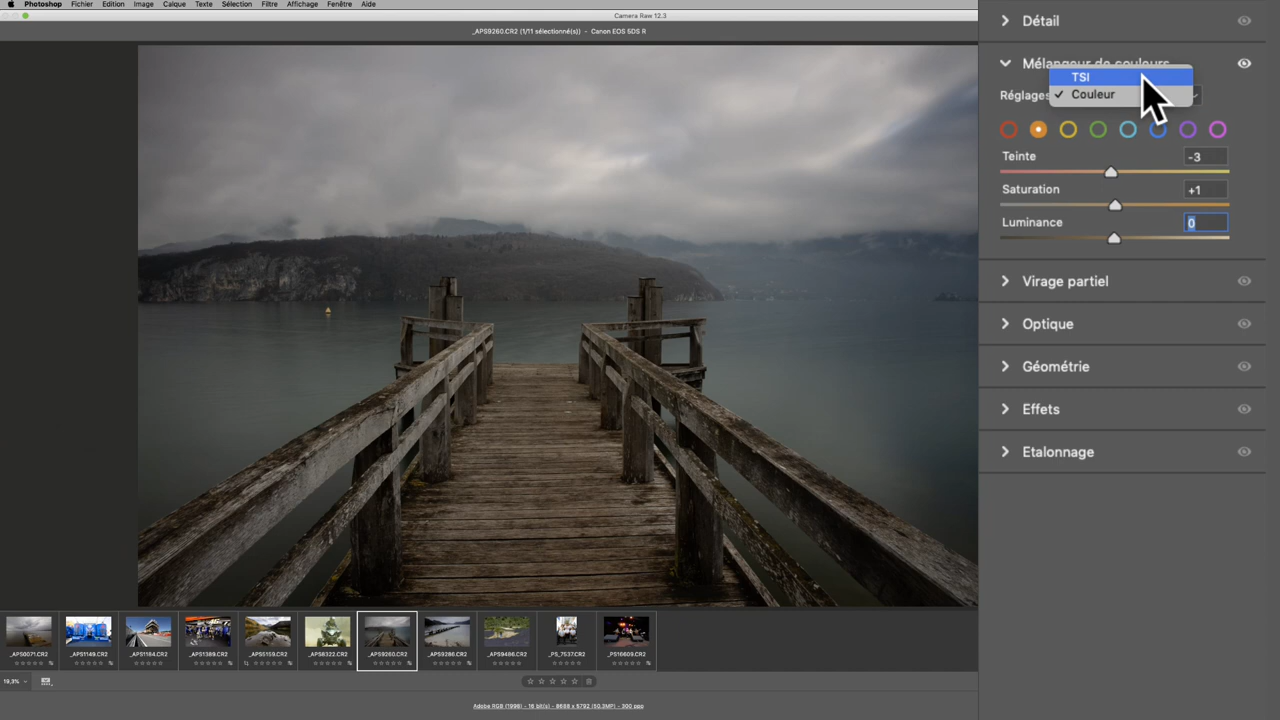 Photoshop Fichier Edition Image Calque Texte Sélection Filtre Affichage Fenêtre Aide
Camera Raw 12.3
_APS9260.CR2 (1/11 sélectionné(s)) - Canon EOS 5DS R
Détail
Mélangeur de couleurs
TSI
Réglages
✓ Couleur
Teinte -3
Saturation +1
Luminance 0
Virage partiel
Optique
Géométrie
Effets
Etalonnage
_APS0071.CR2 _APS1149.CR2 _APS1184.CR2 _APS1389.CR2 _APS5159.CR2 _APS8322.CR2 _APS9260.CR2 _APS9286.CR2 _APS9486.CR2 _PS_7537.CR2 _PS16609.CR2
19,3%
Adobe RGB (1998) - 16 bit(s) - 8688 x 5792 (50.3MP) - 300 ppp